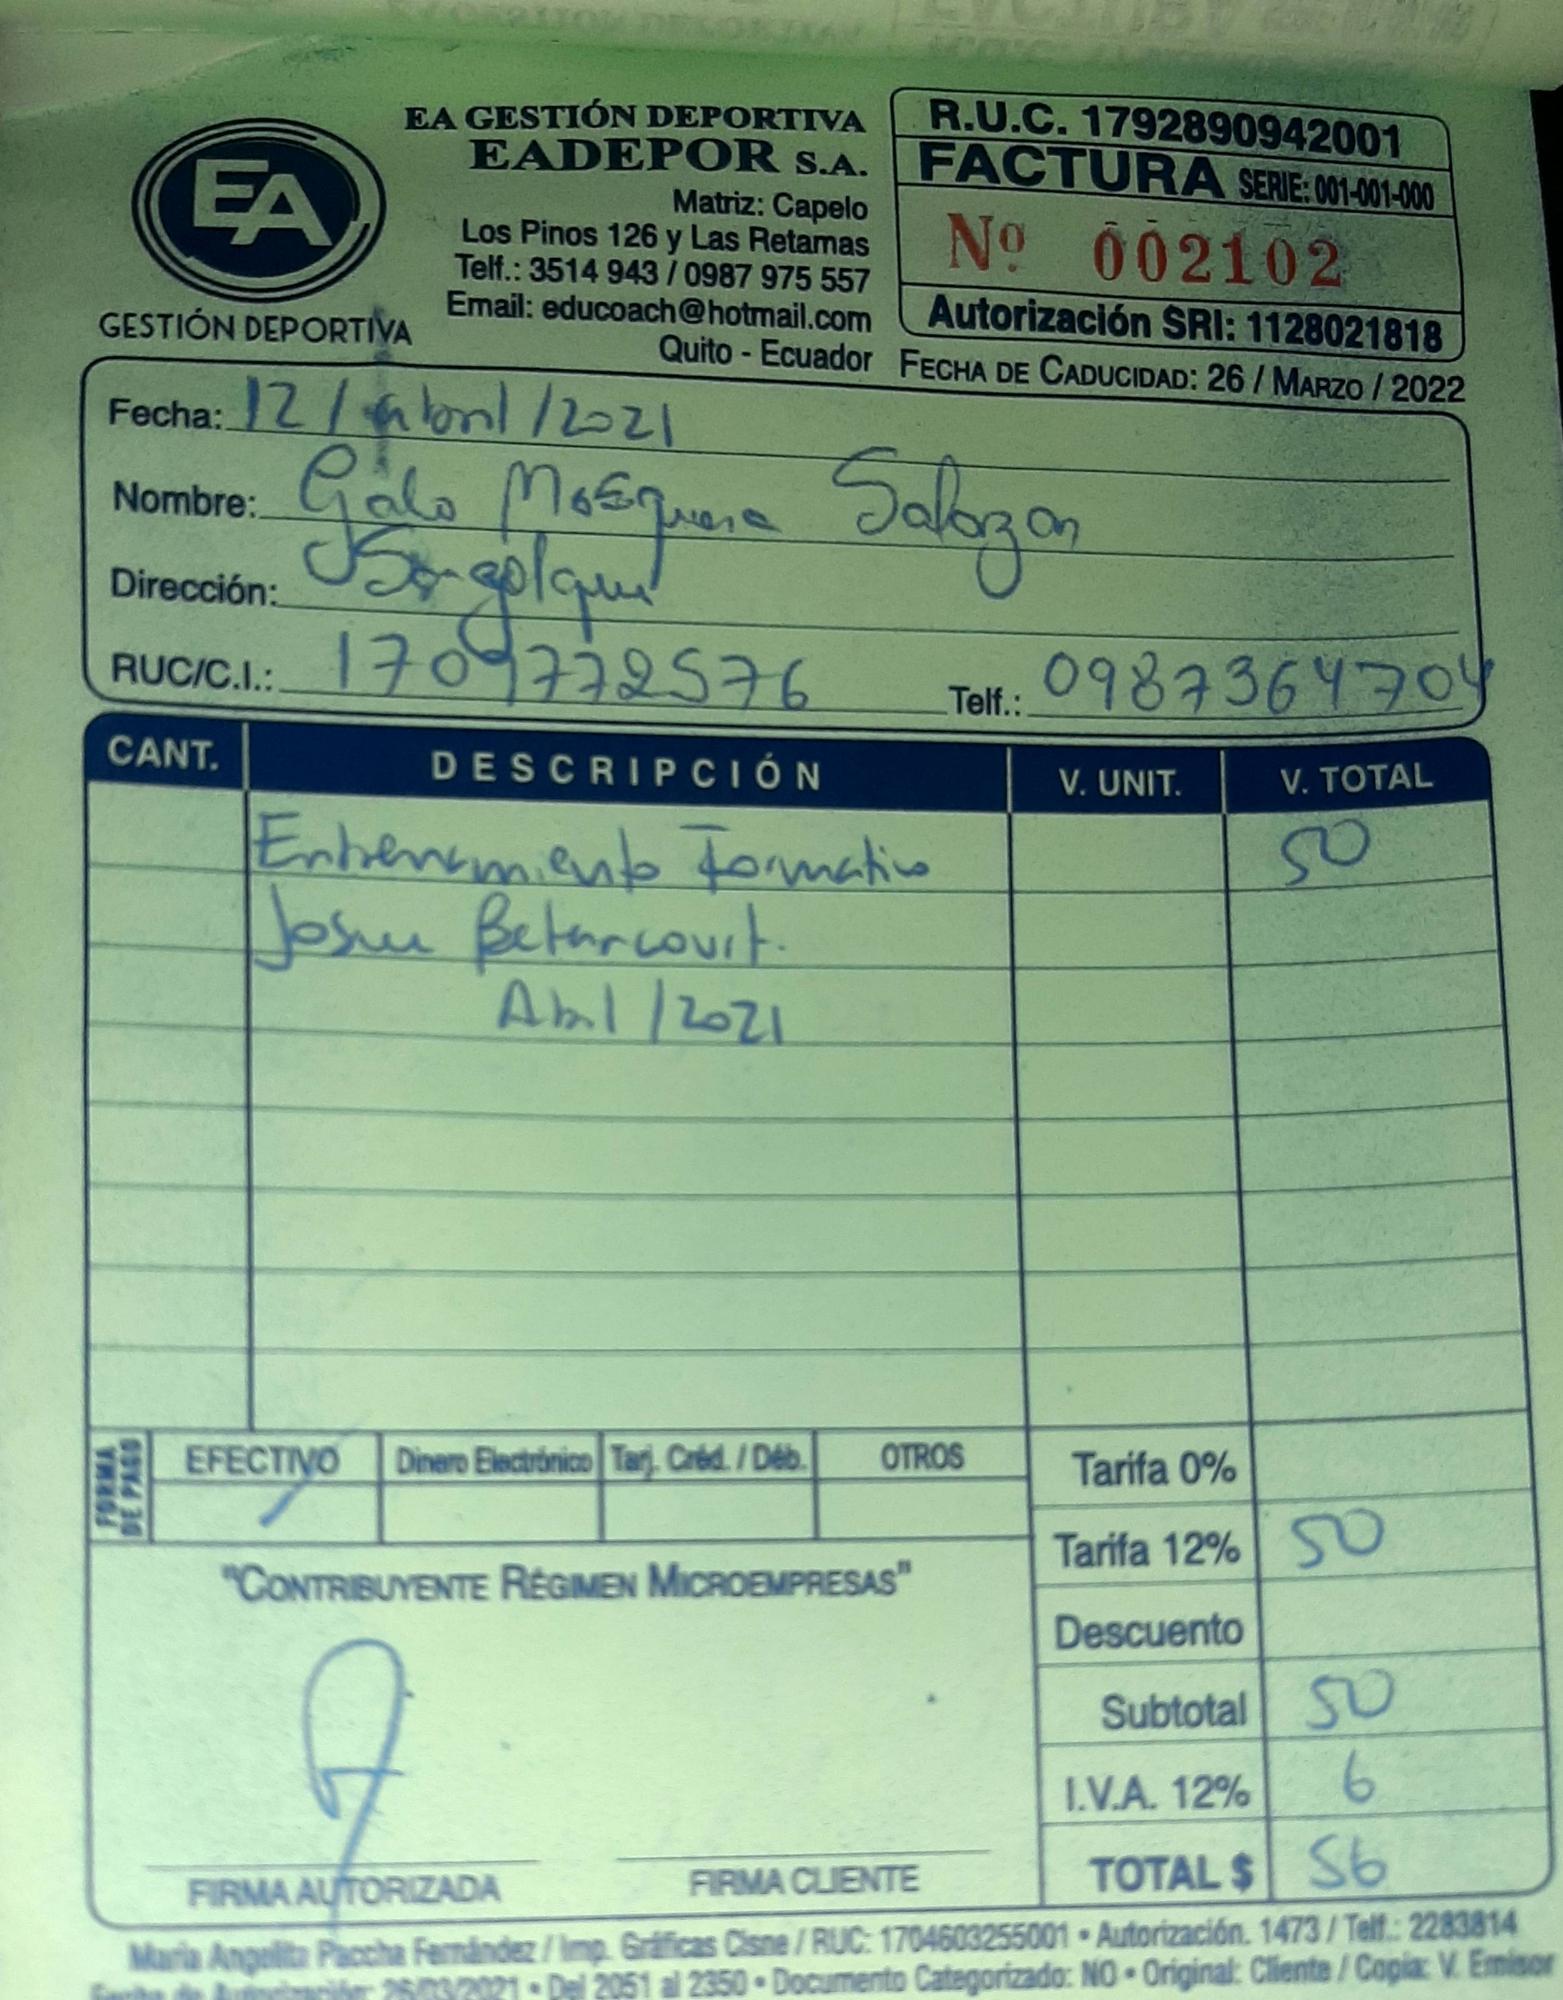 EA
GESTIÓN DEPORTIVA
EA GESTIÓN DEPORTIVA
EADEPOR S.A.
Matriz: Capelo
Los Pinos 126 y Las Retamas
Telf.: 3514 943 / 0987 975 557
Email: educoach@hotmail.com
Quito - Ecuador
R.U.C. 1792890942001
FACTURA SERIE: 001-001-000
Nº 002102
Autorización SRI: 1128021818
FECHA DE CADUCIDAD: 26 / MARZO / 2022
Fecha: 12 / abril / 2021
Nombre: Galo Mosquera Salazar
Dirección: Sangolqui
RUC/C.I.: 1709772576 Telf.: 0987364704
CANT. DESCRIPCIÓN V. UNIT. V. TOTAL
Entrenamiento Formativo 50
Josue Betancourt.
Abril / 2021
FORMA DE PAGO
EFECTIVO Dinero Electrónico Tarj. Créd. / Déb. OTROS
Tarifa 0%
Tarifa 12% 50
Descuento
Subtotal 50
I.V.A. 12% 6
TOTAL $ 56
"CONTRIBUYENTE RÉGIMEN MICROEMPRESAS"
FIRMA AUTORIZADA FIRMA CLIENTE
María Angelita Paccha Fernández / Imp. Gráficas Cisne / RUC: 1704603255001 • Autorización. 1473 / Telf.: 2283814
Fecha de Autorización: 26/03/2021 • Del 2051 al 2350 • Documento Categorizado: NO • Original: Cliente / Copia: V. Emisor